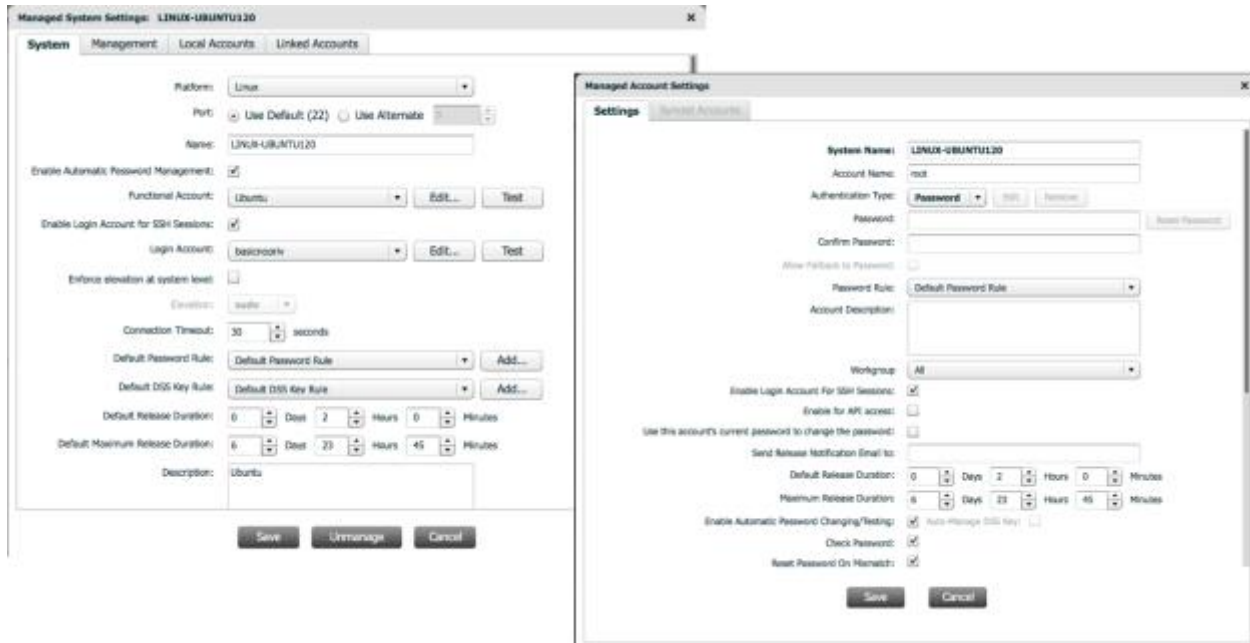 Managed System Settings: LINUX-UBUNTU120
System Management Local Accounts Linked Accounts
Platform: Linux
Port: Use Default (22) Use Alternate
Name: LINUX-UBUNTU120
Enable Automatic Password Management:
Functional Account: Ubuntu Edit... Test
Enable Login Account for SSH Sessions:
Login Account: basicnopriv Edit... Test
Enforce elevation at system level:
Elevation: sudo
Connection Timeout: 30 seconds
Default Password Rule: Default Password Rule Add...
Default DSS Key Rule: Default DSS Key Rule Add...
Default Release Duration: 0 Days 2 Hours 0 Minutes
Default Maximum Release Duration: 6 Days 23 Hours 45 Minutes
Description: Ubuntu
Save Unmanage Cancel
Managed Account Settings
Settings Synced Accounts
System Name: LINUX-UBUNTU120
Account Name: root
Authentication Type: Password Edit Remove
Password: Reset Password
Confirm Password:
Allow Fallback to Password:
Password Rule: Default Password Rule
Account Description:
Workgroup All
Enable Login Account For SSH Sessions:
Enable for API access:
Use this account's current password to change the password:
Send Release Notification Email to:
Default Release Duration: 0 Days 2 Hours 0 Minutes
Maximum Release Duration: 6 Days 23 Hours 45 Minutes
Enable Automatic Password Changing/Testing: Auto-Manage DSS Key:
Check Password:
Reset Password On Mismatch:
Save Cancel